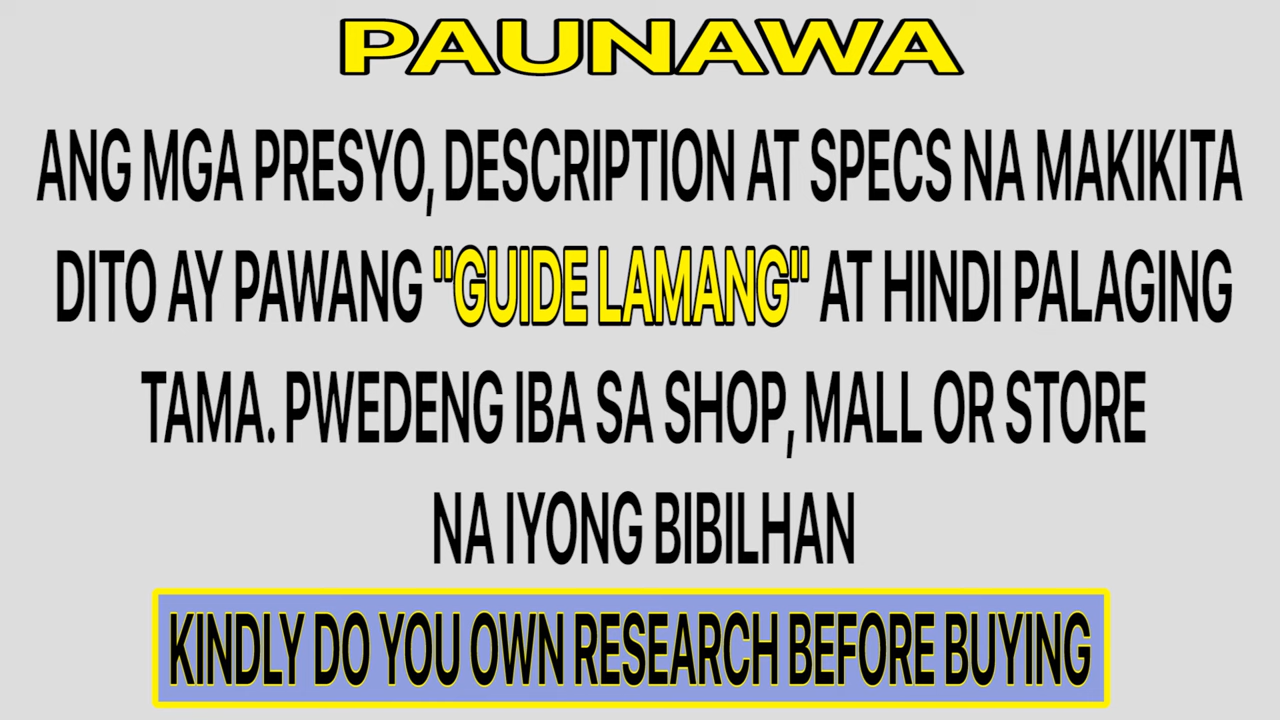 PAUNAWA
ANG MGA PRESYO, DESCRIPTION AT SPECS NA MAKIKITA
DITO AY PAWANG "GUIDE LAMANG" AT HINDI PALAGING
TAMA. PWEDENG IBA SA SHOP, MALL OR STORE
NA IYONG BIBILHAN
KINDLY DO YOU OWN RESEARCH BEFORE BUYING